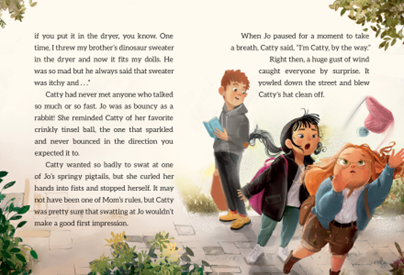 if you put it in the dryer, you know. One
time, I threw my brother's dinosaur sweater
in the dryer and now it fits my dolls. He
was so mad but he always said that sweater
was itchy and . . ."
Catty had never met anyone who talked
so much or so fast. Jo was as bouncy as a
rabbit! She reminded Catty of her favorite
crinkly tinsel ball, the one that sparkled
and never bounced in the direction you
expected it to.
Catty wanted so badly to swat at one
of Jo's springy pigtails, but she curled her
hands into fists and stopped herself. It may
not have been one of Mom's rules, but Catty
was pretty sure that swatting at Jo wouldn't
make a good first impression.
When Jo paused for a moment to take
a breath, Catty said, "I'm Catty, by the way."
Right then, a huge gust of wind
caught everyone by surprise. It
yowled down the street and blew
Catty's hat clean off.